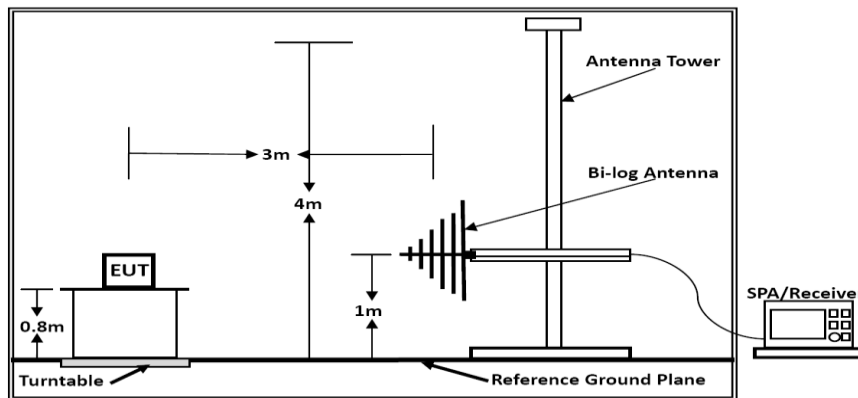 Antenna Tower
3m
Bi-log Antenna
4m
EUT
1m
0.8m
SPA/Receive
Turntable
Reference Ground Plane